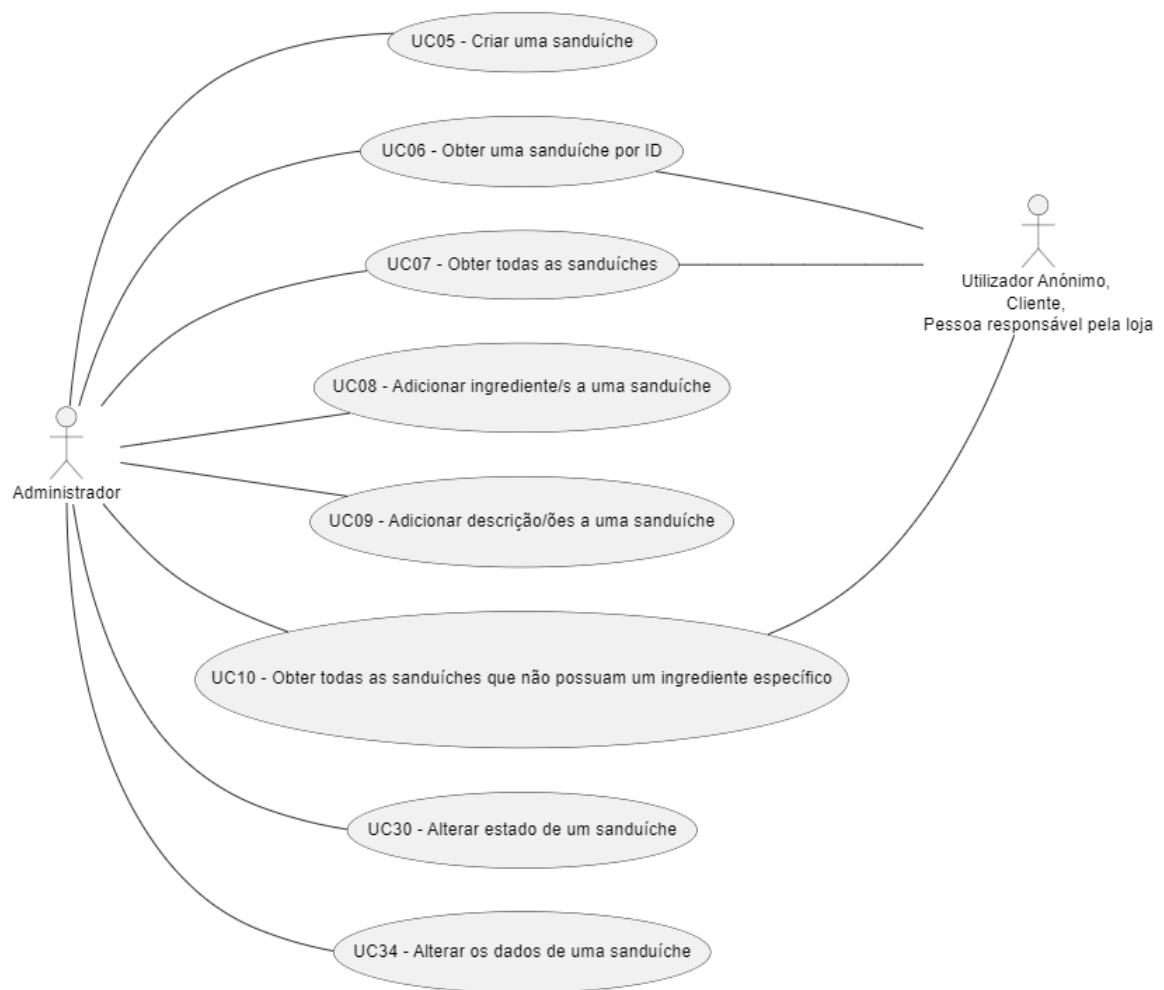 UC05 - Criar uma sanduíche
UC06 - Obter uma sanduíche por ID
UC07 - Obter todas as sanduíches
Utilizador Anónimo,
Cliente,
Pessoa responsável pela loja
UC08 - Adicionar ingrediente/s a uma sanduíche
Administrador
UC09 - Adicionar descrição/ões a uma sanduíche
UC10 - Obter todas as sanduíches que não possuam um ingrediente específico
UC30 - Alterar estado de um sanduíche
UC34 - Alterar os dados de uma sanduíche